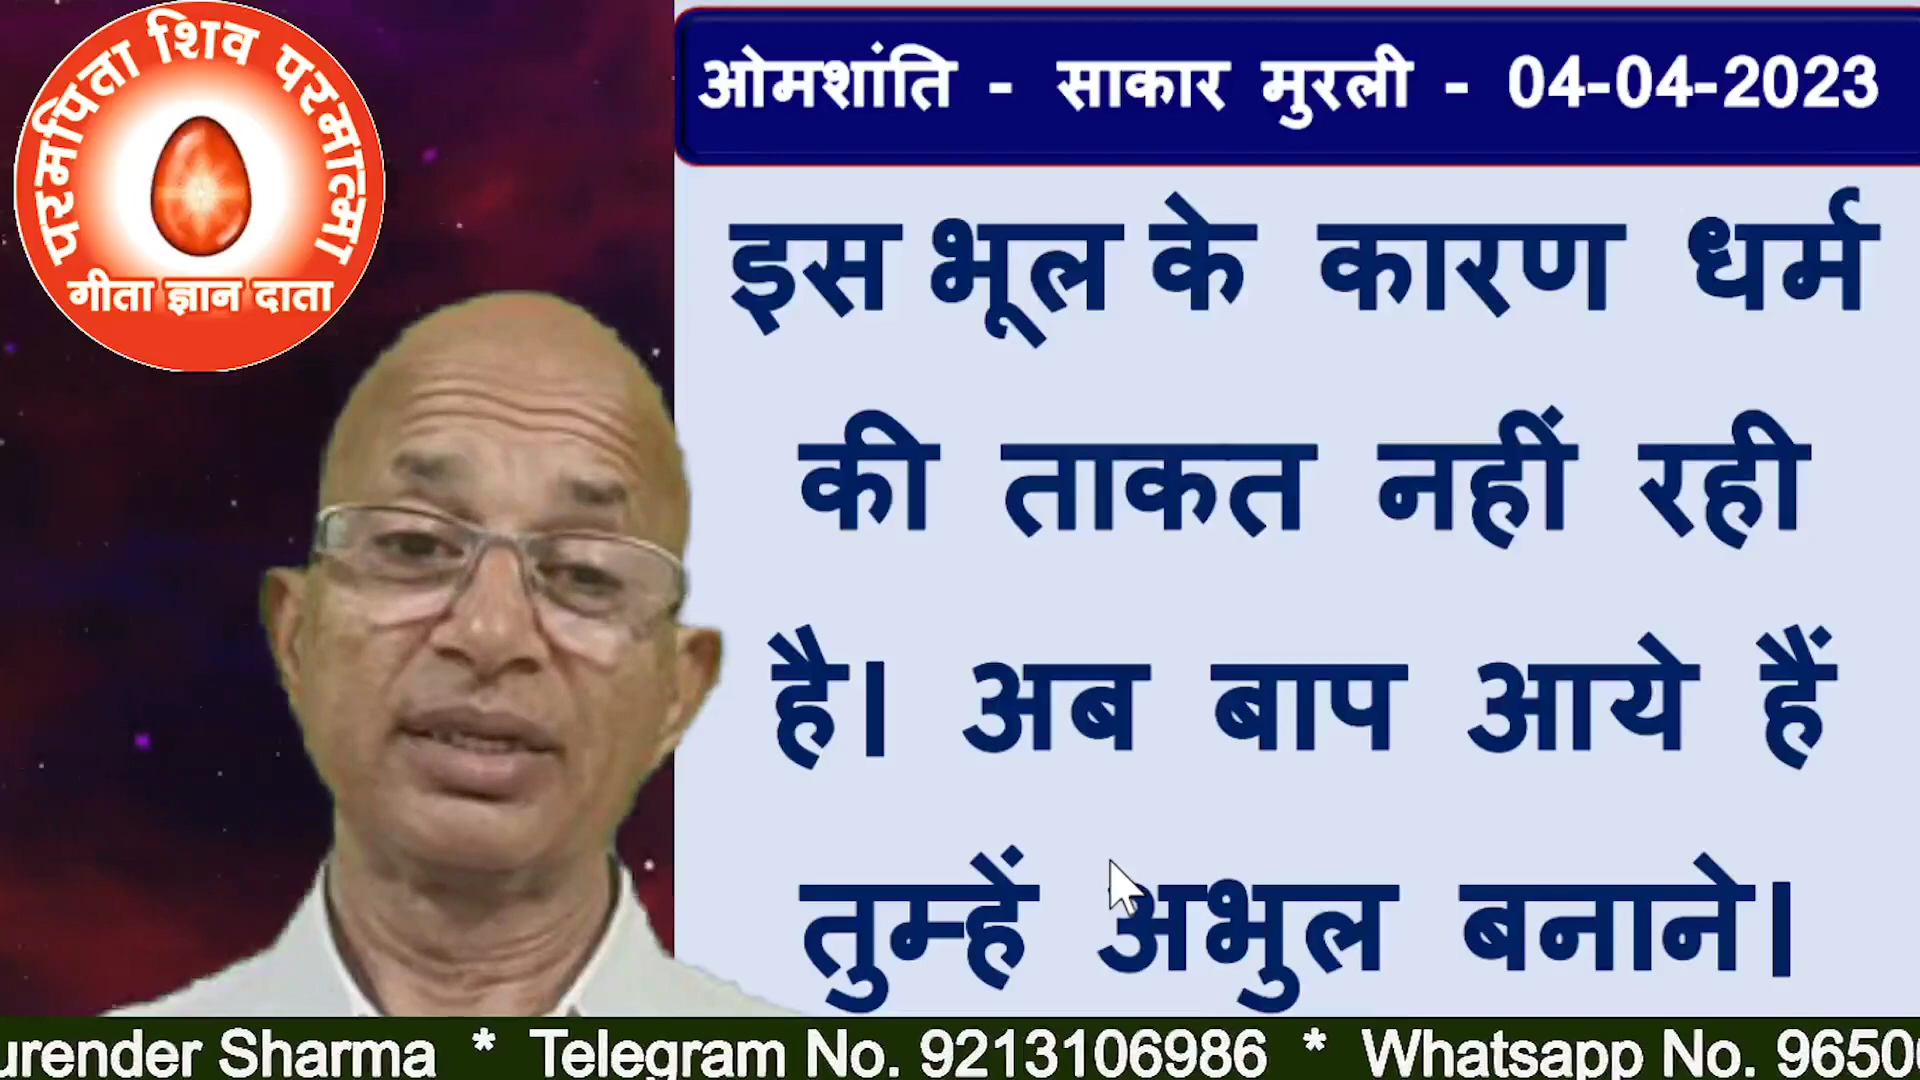 परमपिता शिव परमात्मा
गीता ज्ञान दाता
ओमशांति - साकार मुरली - 04-04-2023
इस भूल के कारण धर्म
की ताकत नहीं रही
है। अब बाप आये हैं
तुम्हें अभुल बनाने।
urender Sharma * Telegram No. 9213106986 * Whatsapp No. 9650